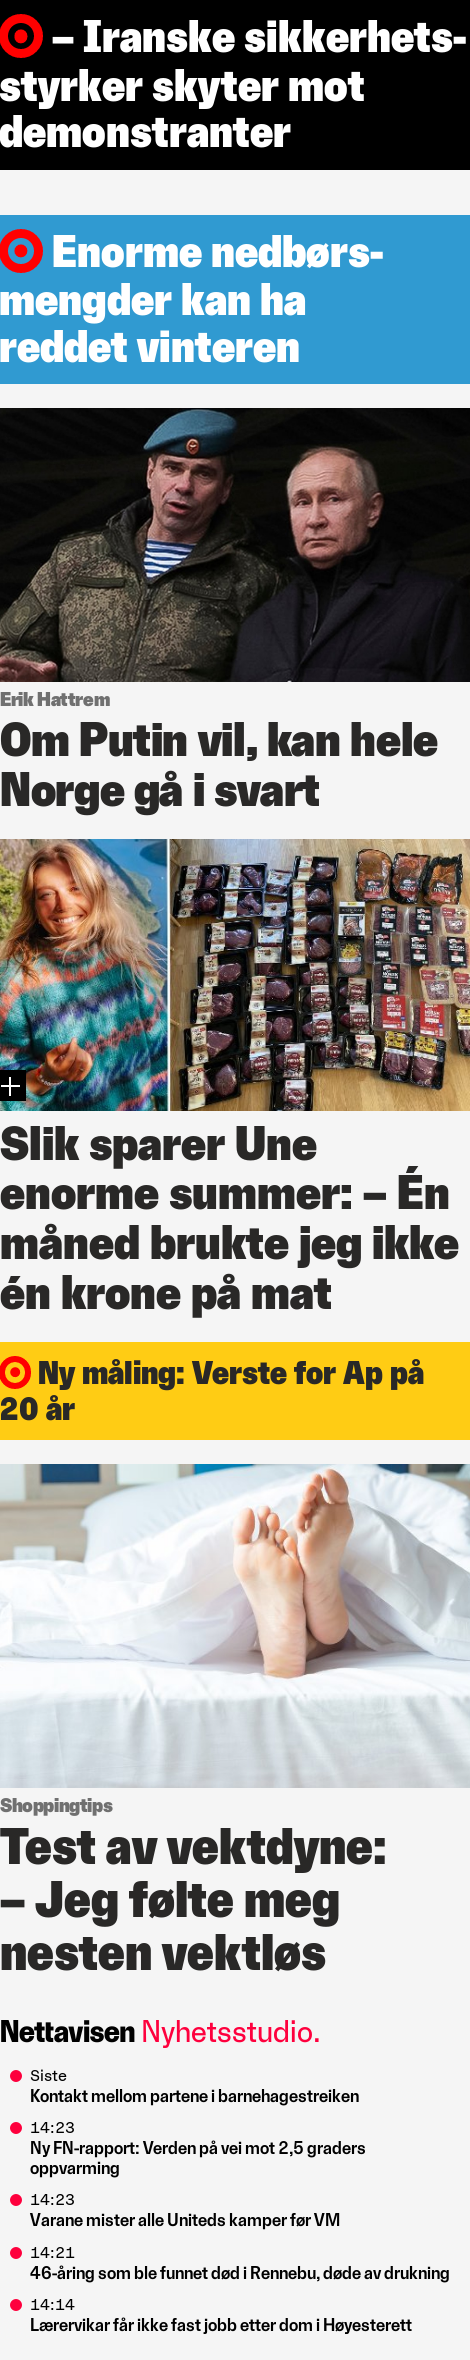 – Iranske sikkerhets-
styrker skyter mot
demonstranter
Enorme nedbørs-
mengder kan ha
reddet vinteren
Erik Hattrem
Om Putin vil, kan hele
Norge gå i svart
Slik sparer Une
enorme summer: – Én
måned brukte jeg ikke
én krone på mat
Ny måling: Verste for Ap på
20 år
Shoppingtips
Test av vektdyne:
– Jeg følte meg
nesten vektløs
Nettavisen Nyhetsstudio.
Siste
Kontakt mellom partene i barnehagestreiken
14:23
Ny FN-rapport: Verden på vei mot 2,5 graders
oppvarming
14:23
Varane mister alle Uniteds kamper før VM
14:21
46-åring som ble funnet død i Rennebu, døde av drukning
14:14
Lærervikar får ikke fast jobb etter dom i Høyesterett